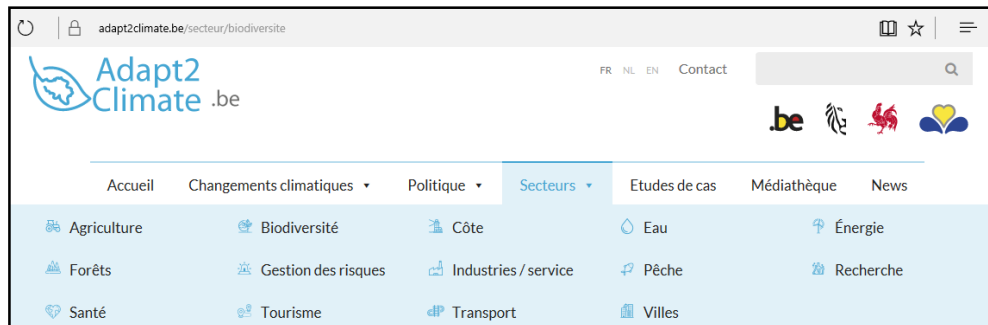 adapt2climate.be/secteur/biodiversite
Adapt2
Climate .be
FR NL EN Contact
.be
Accueil Changements climatiques Politique Secteurs Etudes de cas Médiathèque News
Agriculture Biodiversité Côte Eau Énergie
Forêts Gestion des risques Industries / service Pêche Recherche
Santé Tourisme Transport Villes